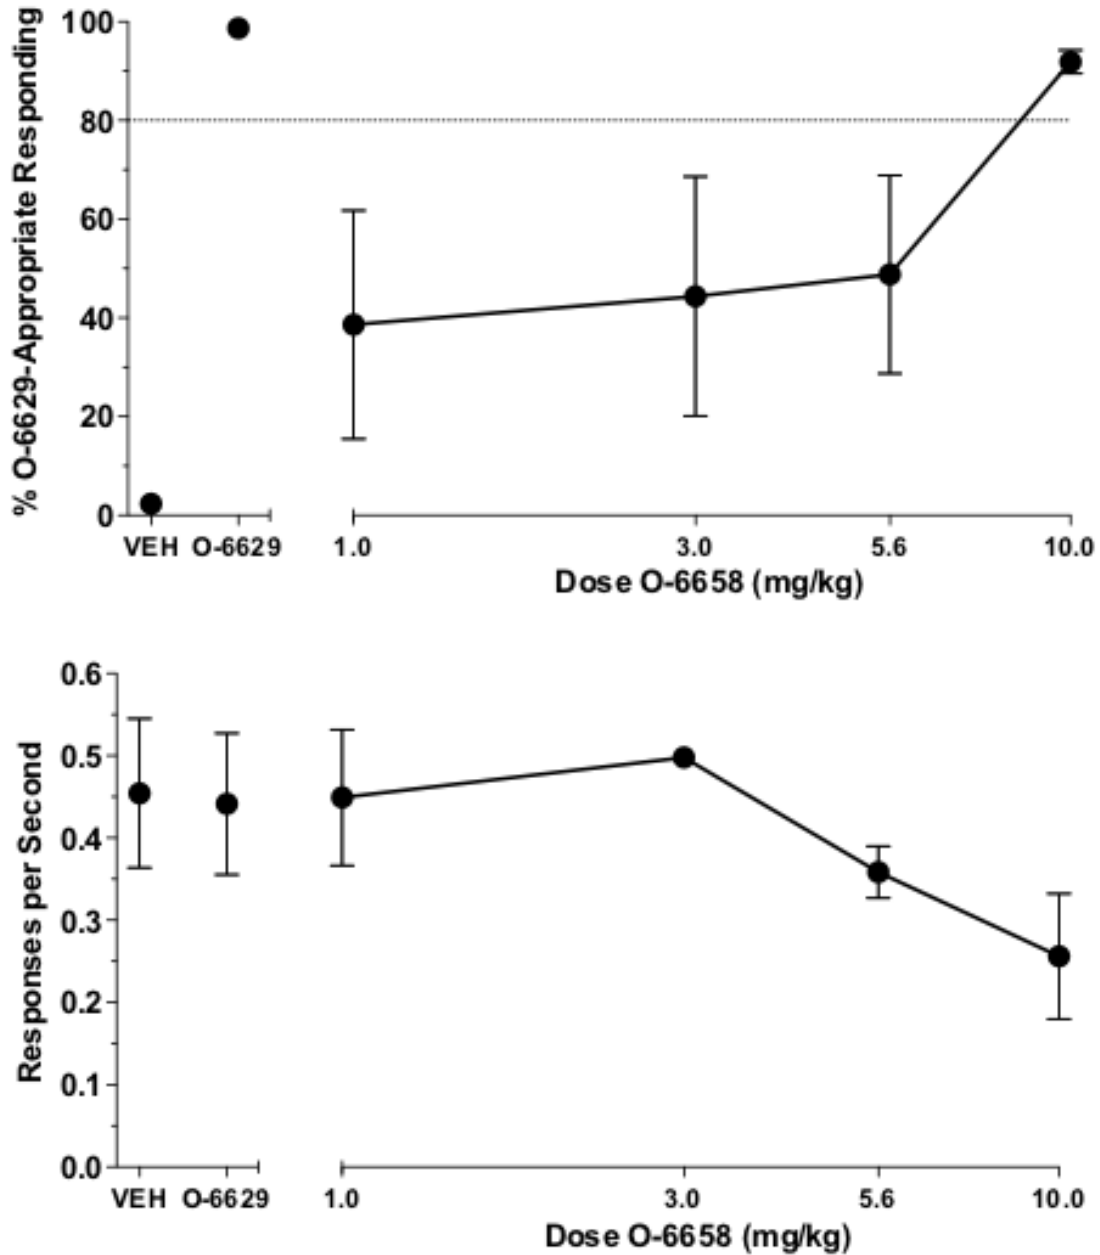 % O-6629-Appropriate Responding
100
80
60
40
20
0
VEH O-6629 1.0 3.0 5.6 10.0
Dose O-6658 (mg/kg)
Responses per Second
0.6
0.5
0.4
0.3
0.2
0.1
0.0
VEH O-6629 1.0 3.0 5.6 10.0
Dose O-6658 (mg/kg)